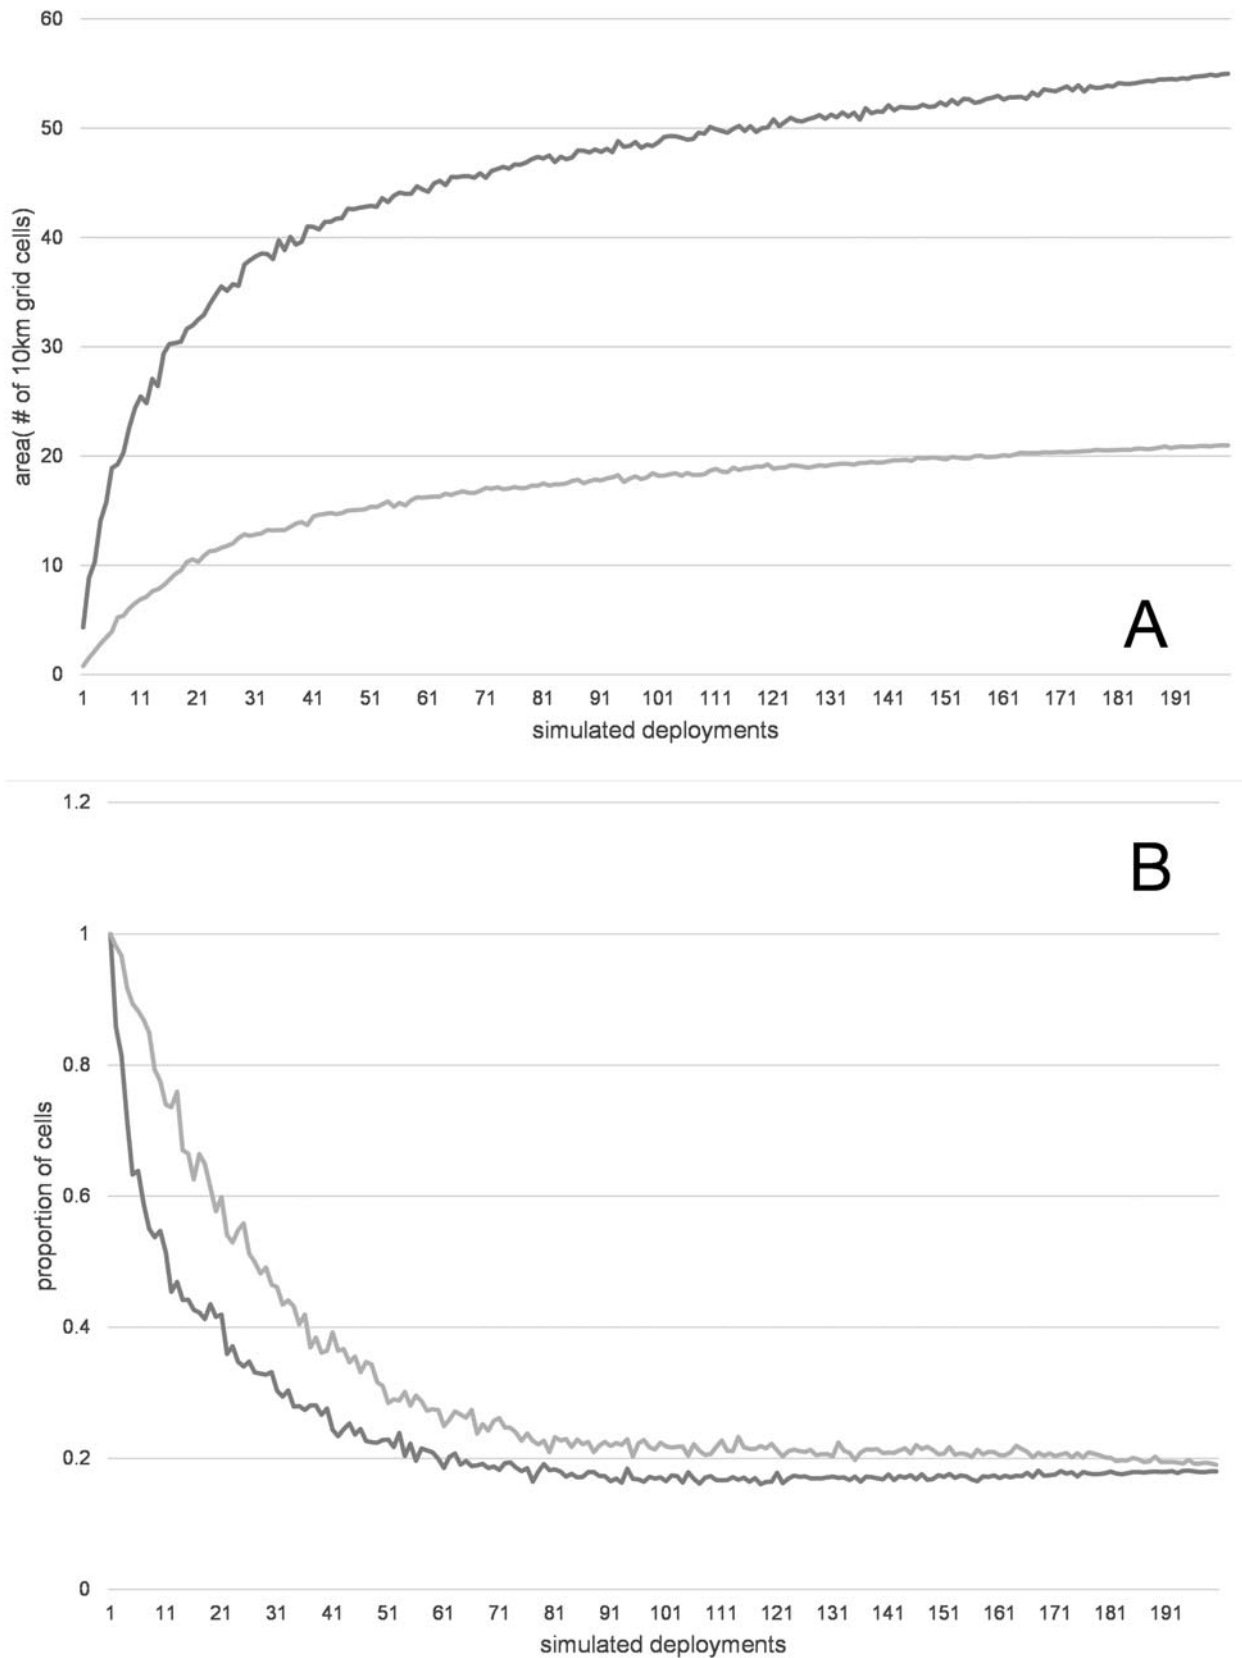 60
50
40
30
20
10
0
area( # of 10km grid cells)
A
1 11 21 31 41 51 61 71 81 91 101 111 121 131 141 151 161 171 181 191
simulated deployments
1.2
B
1
0.8
0.6
0.4
0.2
0
proportion of cells
1 11 21 31 41 51 61 71 81 91 101 111 121 131 141 151 161 171 181 191
simulated deployments